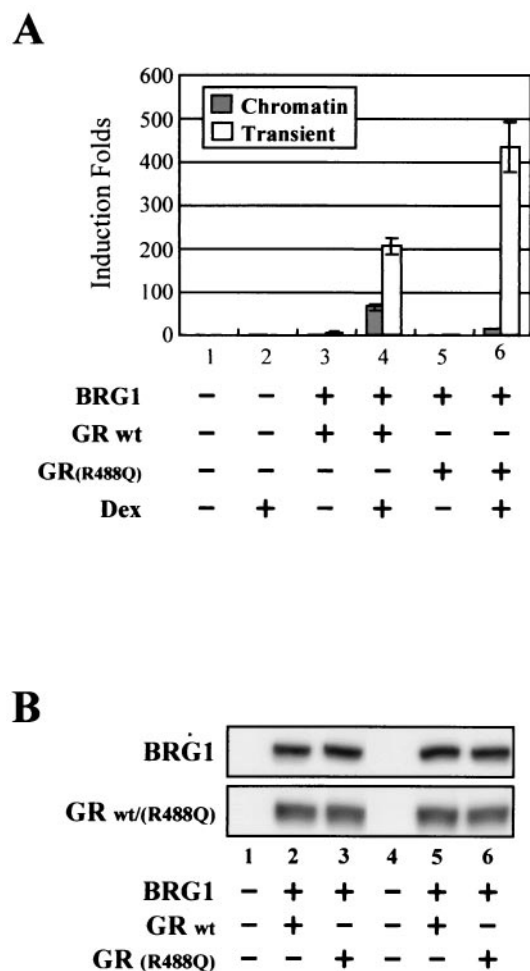 A
600
500
400
300
200
100
0
Induction Folds
Chromatin
Transient
1 2 3 4 5 6
BRG1 − − + + + +
GR wt − − + + − −
GR(R488Q) − − − − + +
Dex − + − + − +
B
BRG1
GR wt/(R488Q)
1 2 3 4 5 6
BRG1 − + + − + +
GR wt − + − − + −
GR (R488Q) − − + − − +